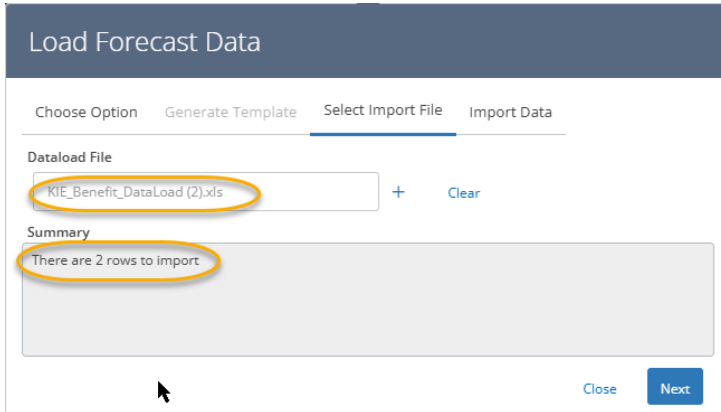 Load Forecast Data
Choose Option Generate Template Select Import File Import Data
Dataload File
KIE_Benefit_DataLoad (2).xls + Clear
Summary
There are 2 rows to import
Close Next